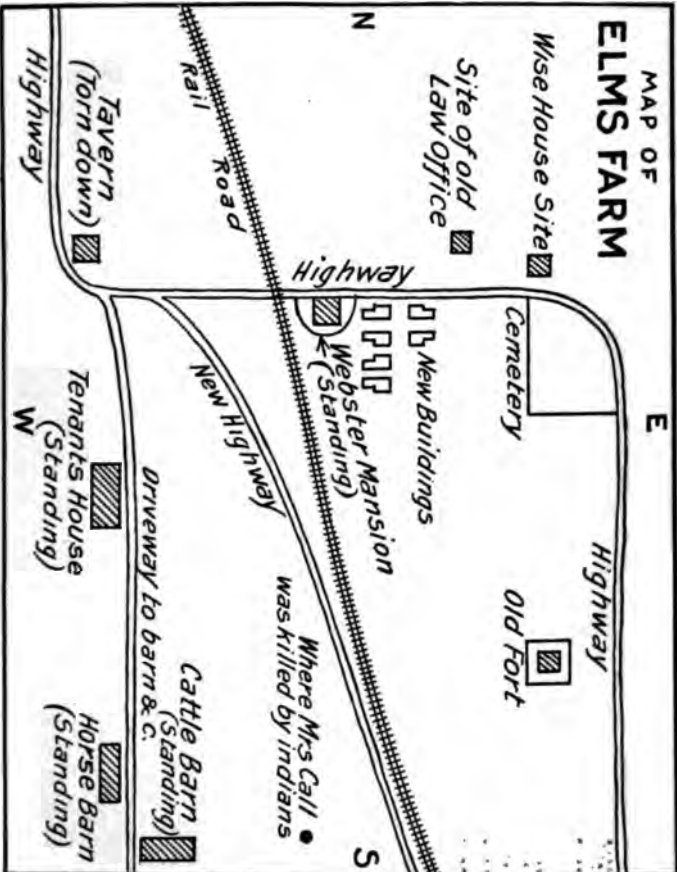 MAP OF
ELMS FARM
E
Wise House Site
Cemetery
Highway
Site of old
Law Office
Old Fort
New Buildings
N
Highway
Webster Mansion
(Standing)
Where Mrs Call
was killed by indians
S
Rail Road
New Highway
Cattle Barn
(Standing)
Driveway to barn & C.
Tavern
(Torn down)
Tenants House
(Standing)
Horse Barn
(Standing)
Highway
W